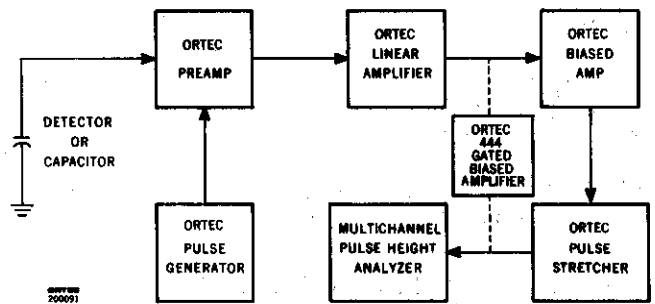 ORTEC
PREAMP
ORTEC
LINEAR
AMPLIFIER
ORTEC
BIASED
AMP
DETECTOR
OR
CAPACITOR
ORTEC
444
GATED
BIASED
AMPLIFIER
ORTEC
PULSE
GENERATOR
MULTICHANNEL
PULSE HEIGHT
ANALYZER
ORTEC
PULSE
STRETCHER
200091